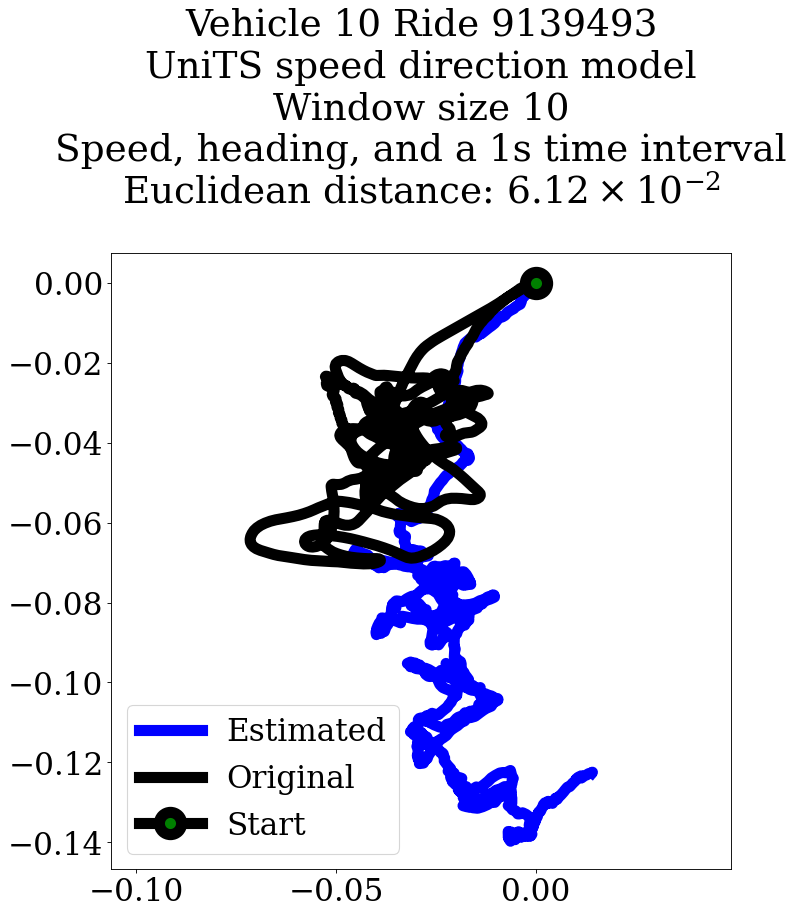 Vehicle 10 Ride 9139493
UniTS speed direction model
Window size 10
Speed, heading, and a 1s time interval
Euclidean distance: 6.12 × 10⁻²
0.00
−0.02
−0.04
−0.06
−0.08
−0.10
−0.12
−0.14
Estimated
Original
Start
−0.10 −0.05 0.00